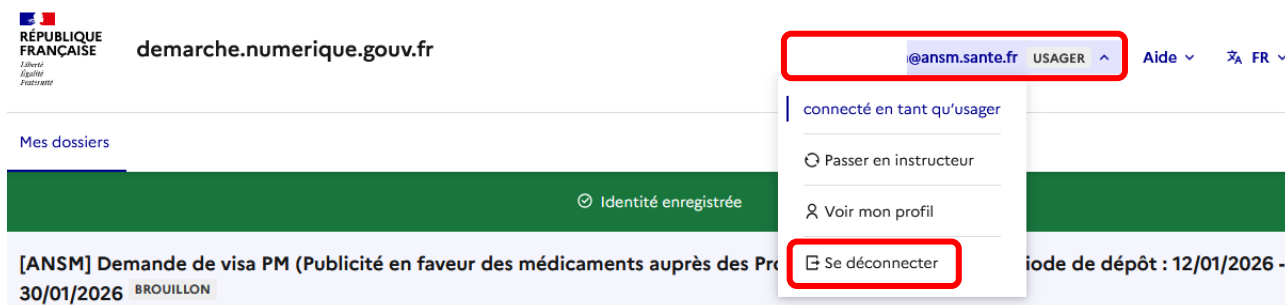 RÉPUBLIQUE
FRANÇAISE
Liberté
Égalité
Fraternité
demarche.numerique.gouv.fr
@ansm.sante.fr USAGER
Aide
FR
connecté en tant qu'usager
Passer en instructeur
Voir mon profil
Se déconnecter
Mes dossiers
Identité enregistrée
[ANSM] Demande de visa PM (Publicité en faveur des médicaments auprès des iode de dépôt : 12/01/2026 -
30/01/2026 BROUILLON